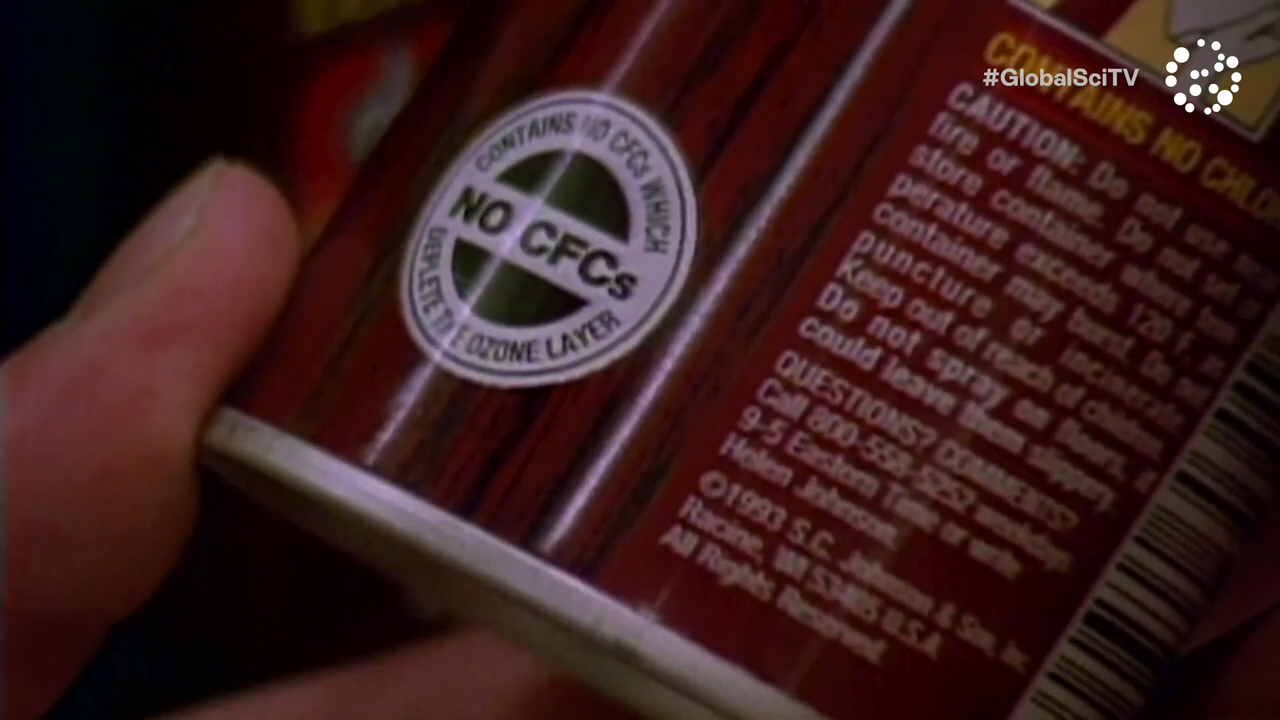 #GlobalSciTV
CONTAINS NO CFCs WHICH
NO CFCs
DEPLETE THE OZONE LAYER
CONTAINS NO CHLO
CAUTION: Do not use
fire or flame. Do not set or
store container where tem-
perature exceeds 120°F, as
container may burst. Do not
puncture or incinerate.
Keep out of reach of children.
Do not spray on floors,
could leave them slippery.
QUESTIONS? COMMENTS?
Call 800-558-5252 weekdays
9-5 Eastern Time or write
Helen Johnson.
©1993 S.C. Johnson & Son, Inc.
Racine, WI 53403 U.S.A.
All Rights Reserved.